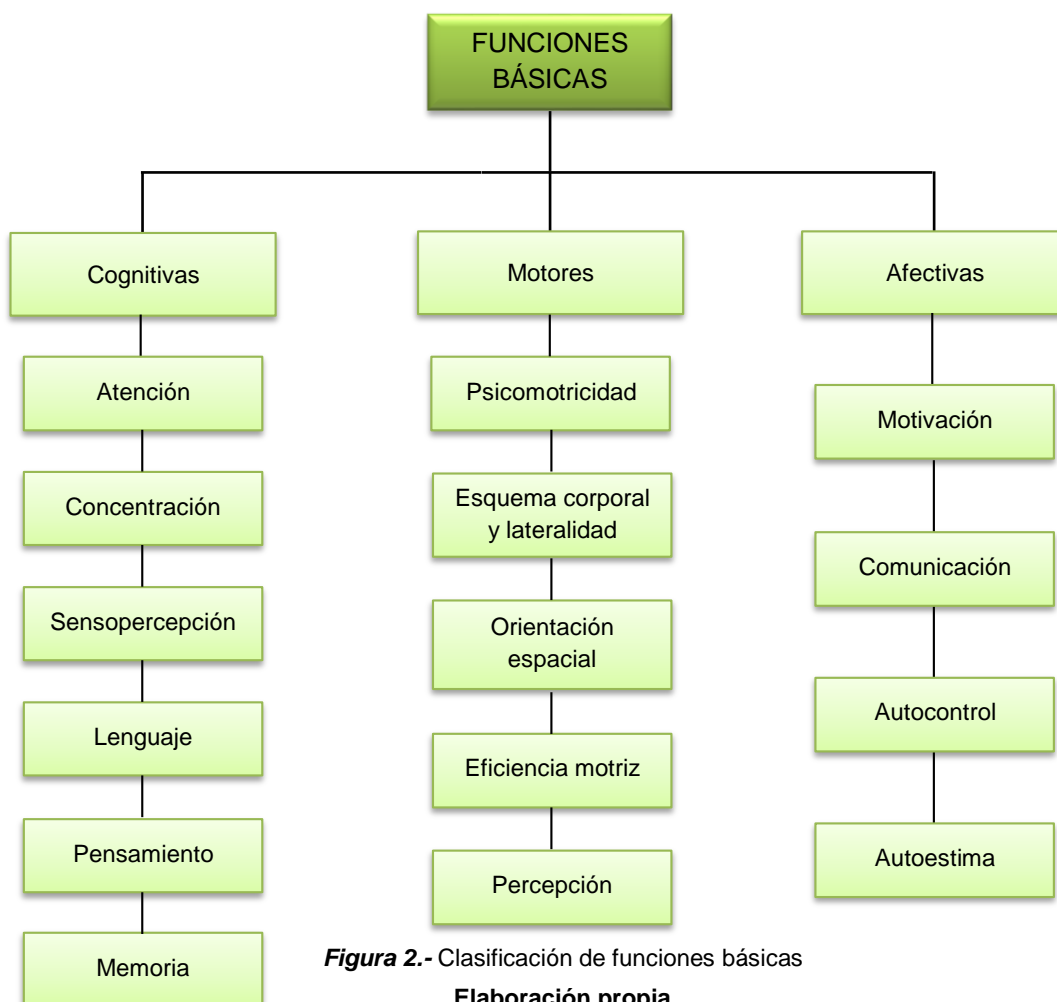 FUNCIONES
BÁSICAS
Cognitivas
Atención
Concentración
Sensopercepción
Lenguaje
Pensamiento
Memoria
Motores
Psicomotricidad
Esquema corporal
y lateralidad
Orientación
espacial
Eficiencia motriz
Percepción
Afectivas
Motivación
Comunicación
Autocontrol
Autoestima
Figura 2.- Clasificación de funciones básicas
Elaboración propia